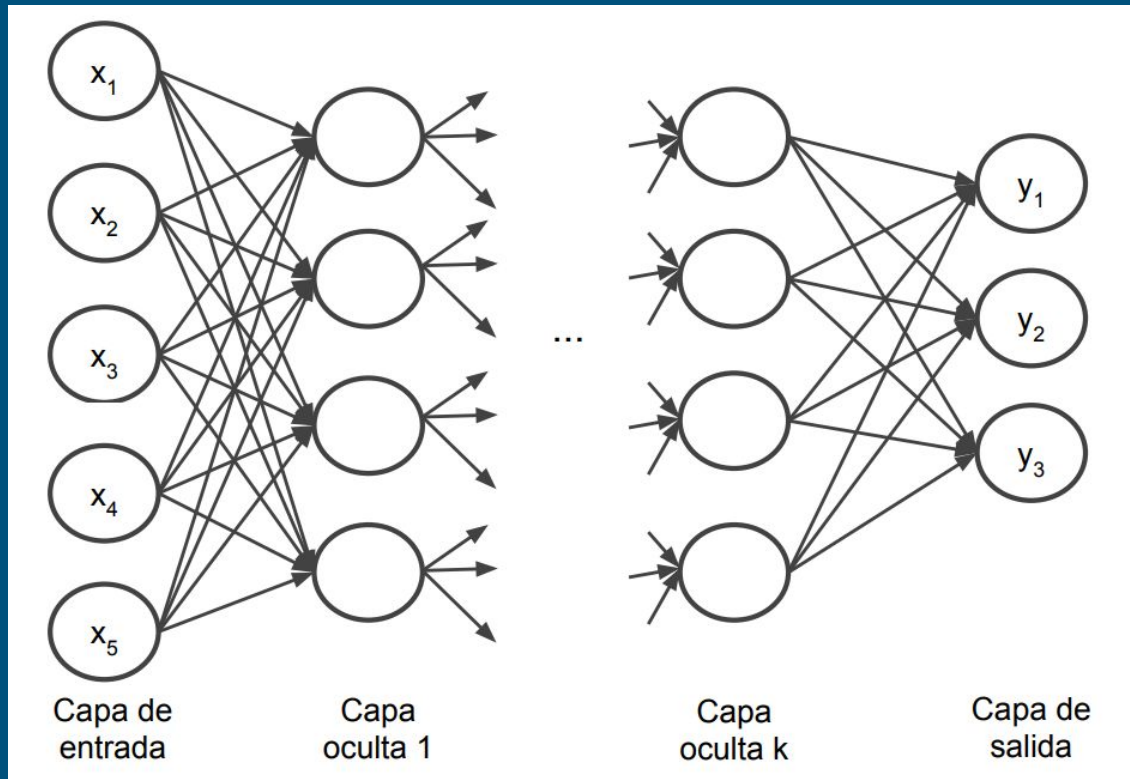 x1
x2
x3
x4
x5
...
y1
y2
y3
Capa de
entrada
Capa
oculta 1
Capa
oculta k
Capa de
salida